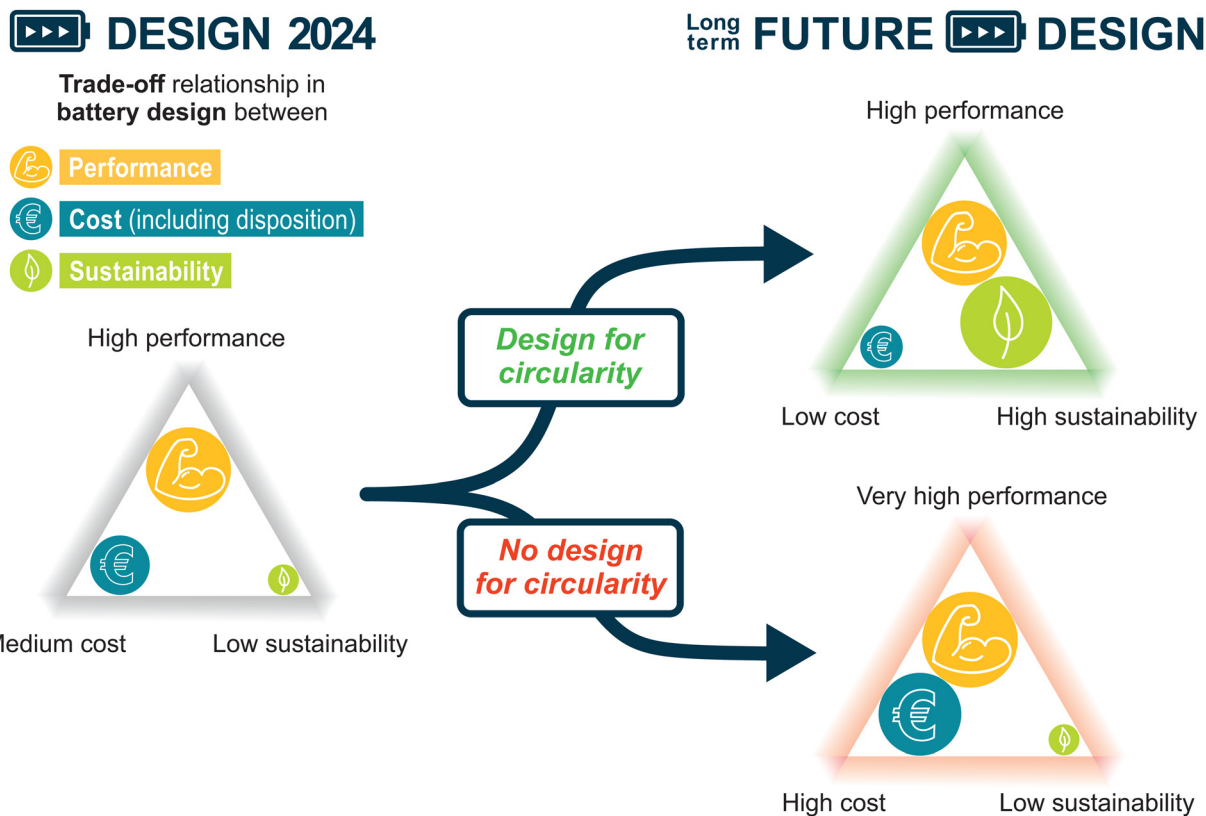 DESIGN 2024
Trade-off relationship in
battery design between
Performance
€
Cost (including disposition)
Sustainability
High performance
€
Medium cost
Low sustainability
Design for
circularity
No design
for circularity
Long
term
FUTURE DESIGN
High performance
€
Low cost
High sustainability
Very high performance
€
High cost
Low sustainability